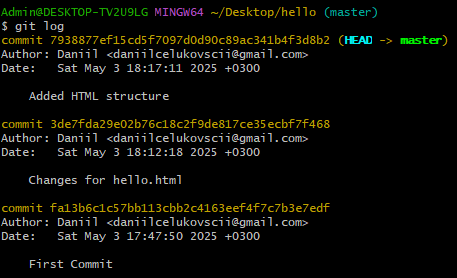 Admin@DESKTOP-TV2U9LG MINGW64 ~/Desktop/hello (master)
$ git log
commit 7938877ef15cd5f7097d0d90c89ac341b4f3d8b2 (HEAD -> master)
Author: Daniil <daniilcelukovscii@gmail.com>
Date:   Sat May 3 18:17:11 2025 +0300
    Added HTML structure
commit 3de7fda29e02b76c18c2f9de817ce35ecbf7f468
Author: Daniil <daniilcelukovscii@gmail.com>
Date:   Sat May 3 18:12:18 2025 +0300
    Changes for hello.html
commit fa13b6c1c57bb113cbb2c4163eef4f7c7b3e7edf
Author: Daniil <daniilcelukovscii@gmail.com>
Date:   Sat May 3 17:47:50 2025 +0300
    First Commit